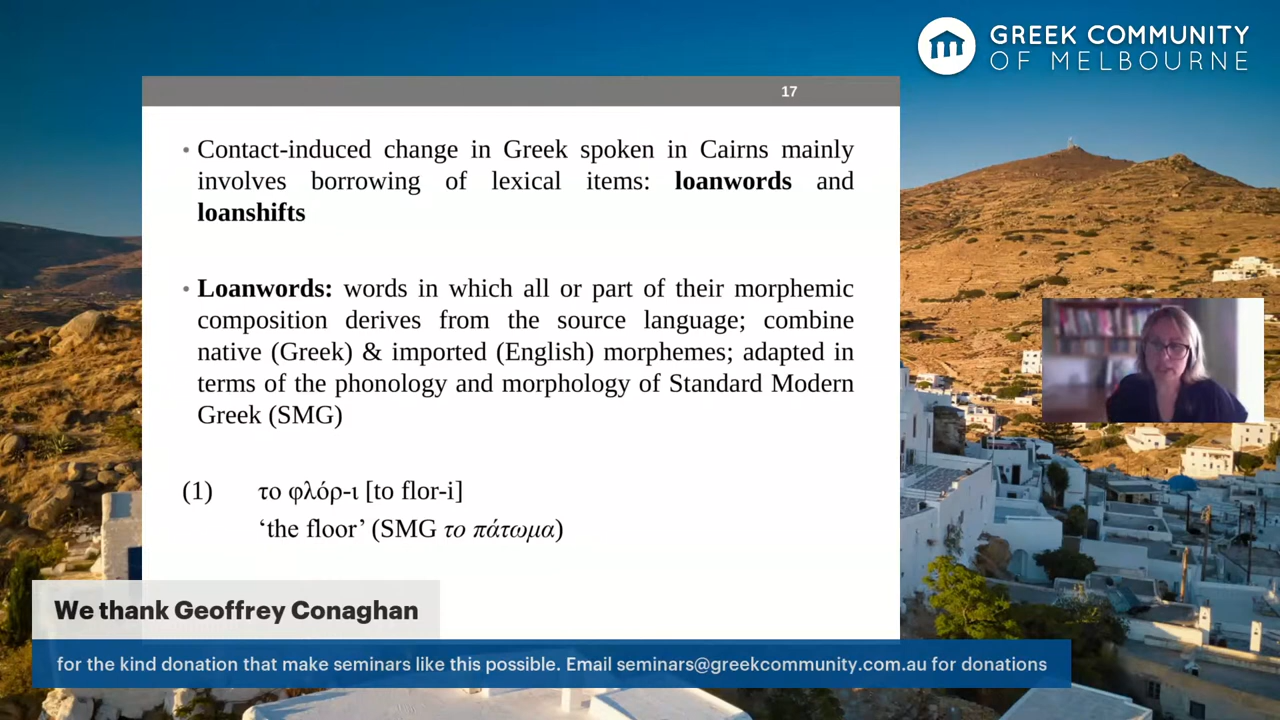 GREEK COMMUNITY
OF MELBOURNE
17
• Contact-induced change in Greek spoken in Cairns mainly
involves borrowing of lexical items: loanwords and
loanshifts
• Loanwords: words in which all or part of their morphemic
composition derives from the source language; combine
native (Greek) & imported (English) morphemes; adapted in
terms of the phonology and morphology of Standard Modern
Greek (SMG)
(1) το φλόρ-ι [to flor-i]
‘the floor’ (SMG το πάτωμα)
We thank Geoffrey Conaghan
for the kind donation that make seminars like this possible. Email seminars@greekcommunity.com.au for donations